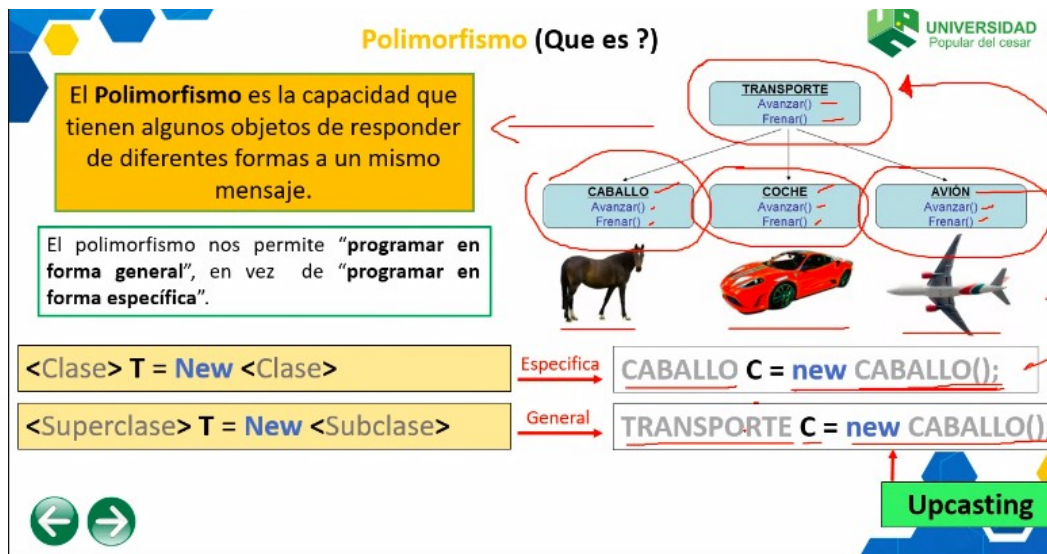 Polimorfismo (Que es ?)
UNIVERSIDAD
Popular del cesar
El Polimorfismo es la capacidad que
tienen algunos objetos de responder
de diferentes formas a un mismo
mensaje.
El polimorfismo nos permite “programar en
forma general”, en vez de “programar en
forma específica”.
TRANSPORTE
Avanzar()
Frenar()
CABALLO
Avanzar()
Frenar()
COCHE
Avanzar()
Frenar()
AVIÓN
Avanzar()
Frenar()
<Clase> T = New <Clase>
Especifica
CABALLO C = new CABALLO();
<Superclase> T = New <Subclase>
General
TRANSPORTE C = new CABALLO()
Upcasting